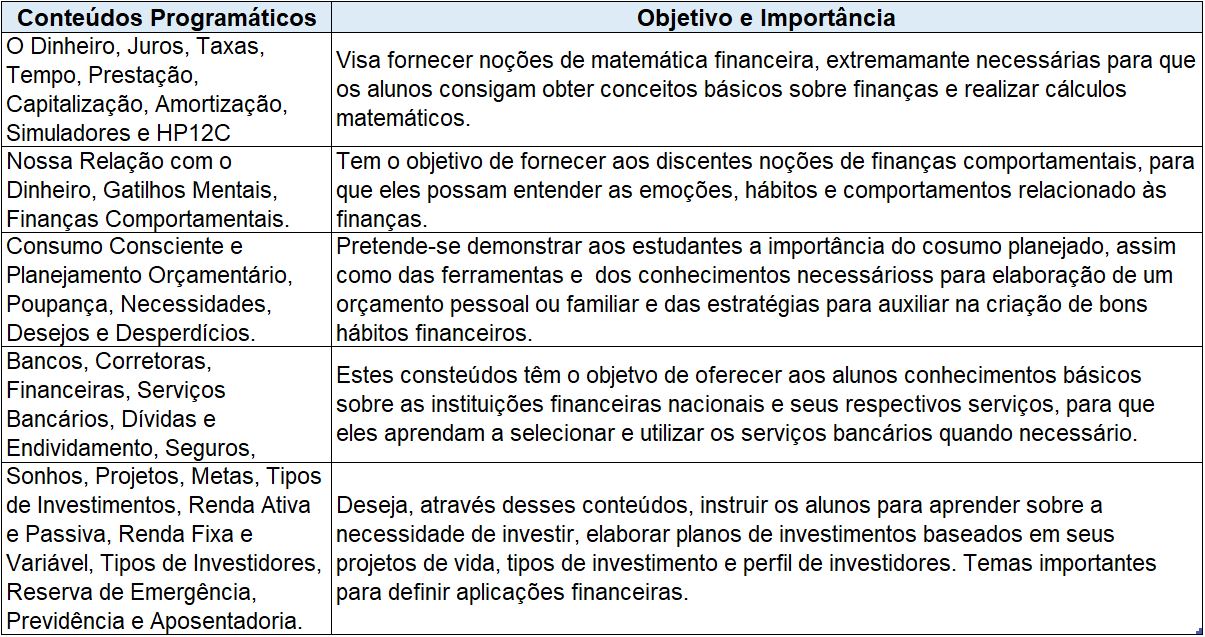 Conteúdos Programáticos
Objetivo e Importância
O Dinheiro, Juros, Taxas,
Tempo, Prestação,
Capitalização, Amortização,
Simuladores e HP12C
Visa fornecer noções de matemática financeira, extremamante necessárias para que
os alunos consigam obter conceitos básicos sobre finanças e realizar cálculos
matemáticos.
Nossa Relação com o
Dinheiro, Gatilhos Mentais,
Finanças Comportamentais.
Tem o objetivo de fornecer aos discentes noções de finanças comportamentais, para
que eles possam entender as emoções, hábitos e comportamentos relacionado às
finanças.
Consumo Consciente e
Planejamento Orçamentário,
Poupança, Necessidades,
Desejos e Desperdícios.
Pretende-se demonstrar aos estudantes a importância do cosumo planejado, assim
como das ferramentas e  dos conhecimentos necessárioss para elaboração de um
orçamento pessoal ou familiar e das estratégias para auxiliar na criação de bons
hábitos financeiros.
Bancos, Corretoras,
Financeiras, Serviços
Bancários, Dívidas e
Endividamento, Seguros,
Estes consteúdos têm o objetvo de oferecer aos alunos conhecimentos básicos
sobre as instituições financeiras nacionais e seus respectivos serviços, para que
eles aprendam a selecionar e utilizar os serviços bancários quando necessário.
Sonhos, Projetos, Metas, Tipos
de Investimentos, Renda Ativa
e Passiva, Renda Fixa e
Variável, Tipos de Investidores,
Reserva de Emergência,
Previdência e Aposentadoria.
Deseja, através desses conteúdos, instruir os alunos para aprender sobre a
necessidade de investir, elaborar planos de investimentos baseados em seus
projetos de vida, tipos de investimento e perfil de investidores. Temas importantes
para definir aplicações financeiras.